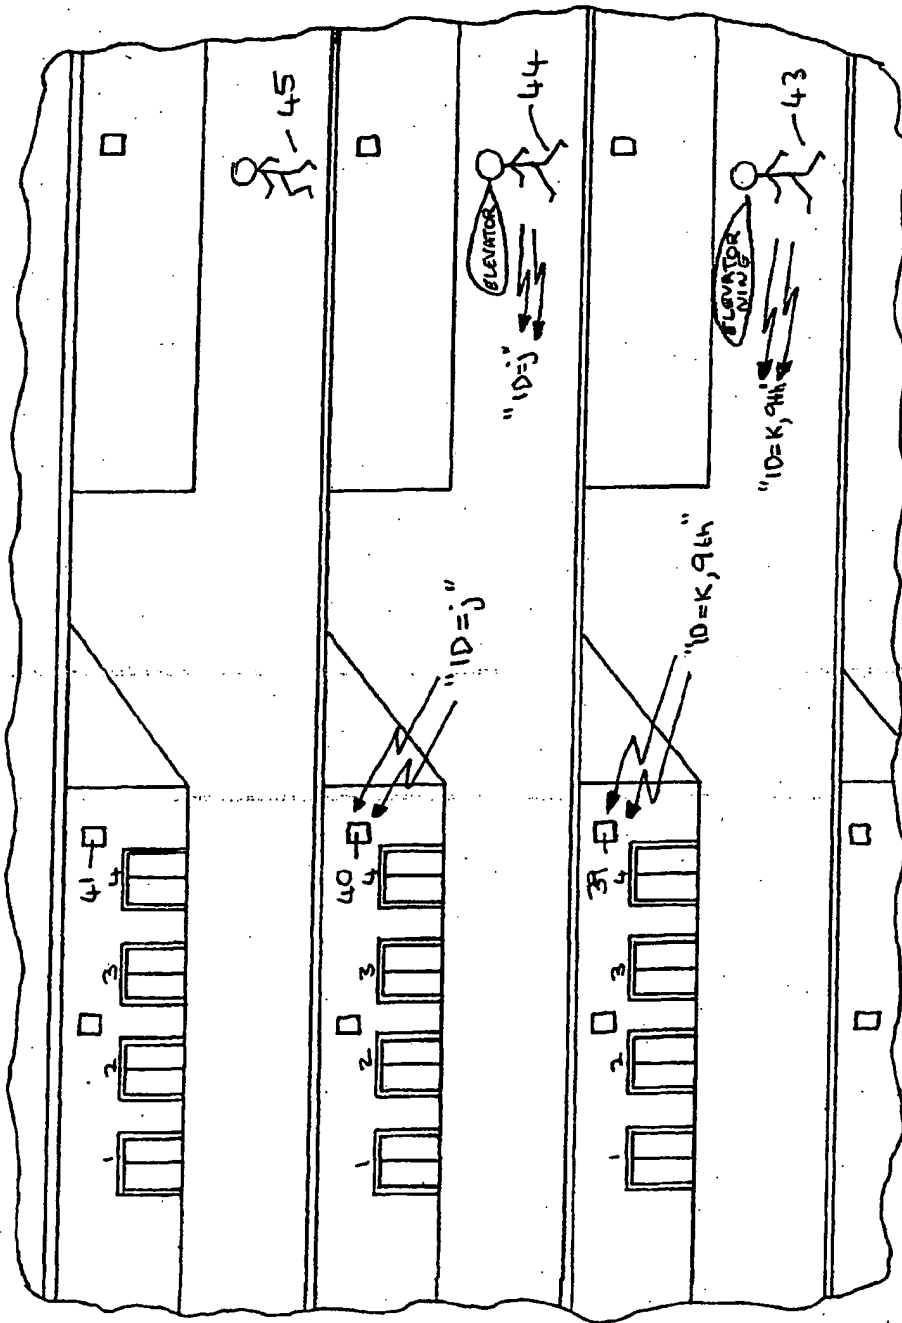 1 2 3 4 41 45
ELEVATOR
1 2 3 4 40 "ID=j" "ID=j" 44
ELEVATOR
NINE
1 2 3 4 39 "ID=K, 9th" "ID=K, 9th" 43